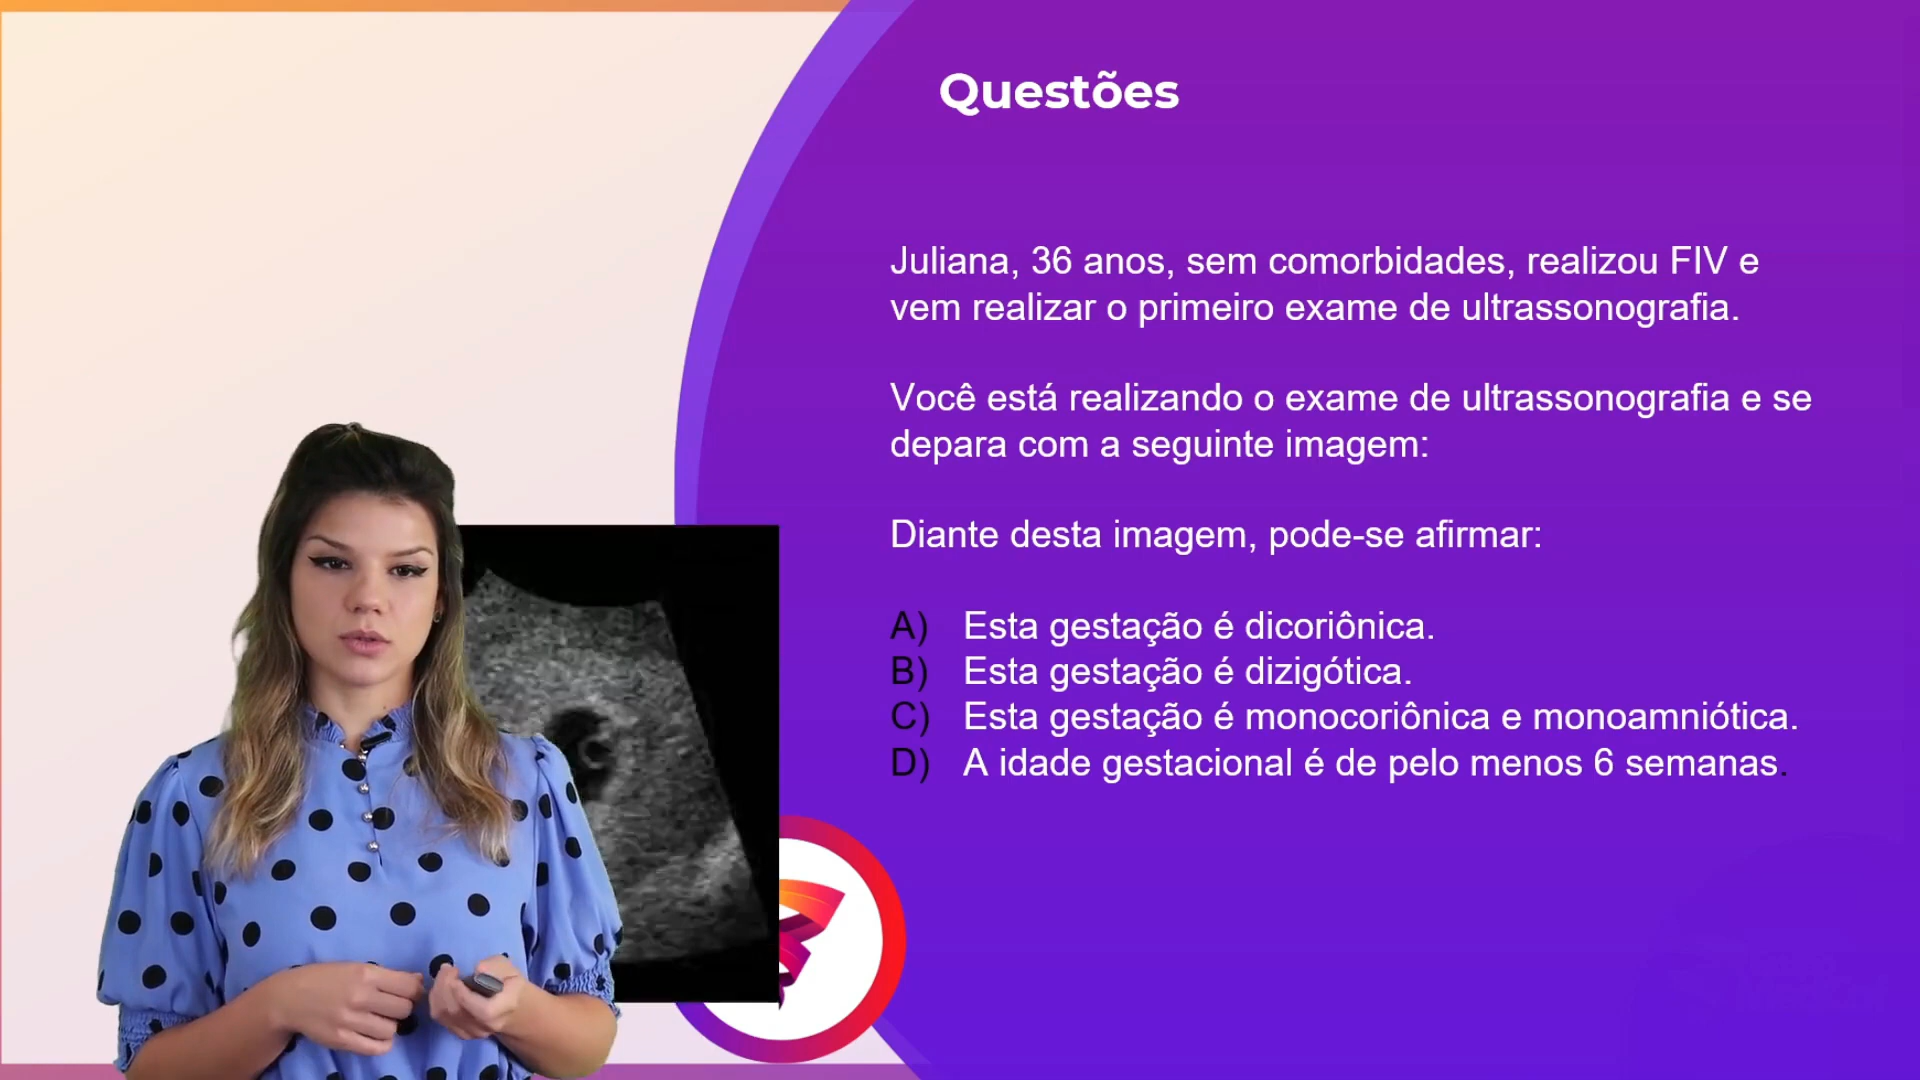 Questões
Juliana, 36 anos, sem comorbidades, realizou FIV e
vem realizar o primeiro exame de ultrassonografia.
Você está realizando o exame de ultrassonografia e se
depara com a seguinte imagem:
Diante desta imagem, pode-se afirmar:
A) Esta gestação é dicoriônica.
B) Esta gestação é dizigótica.
C) Esta gestação é monocoriônica e monoamniótica.
D) A idade gestacional é de pelo menos 6 semanas.